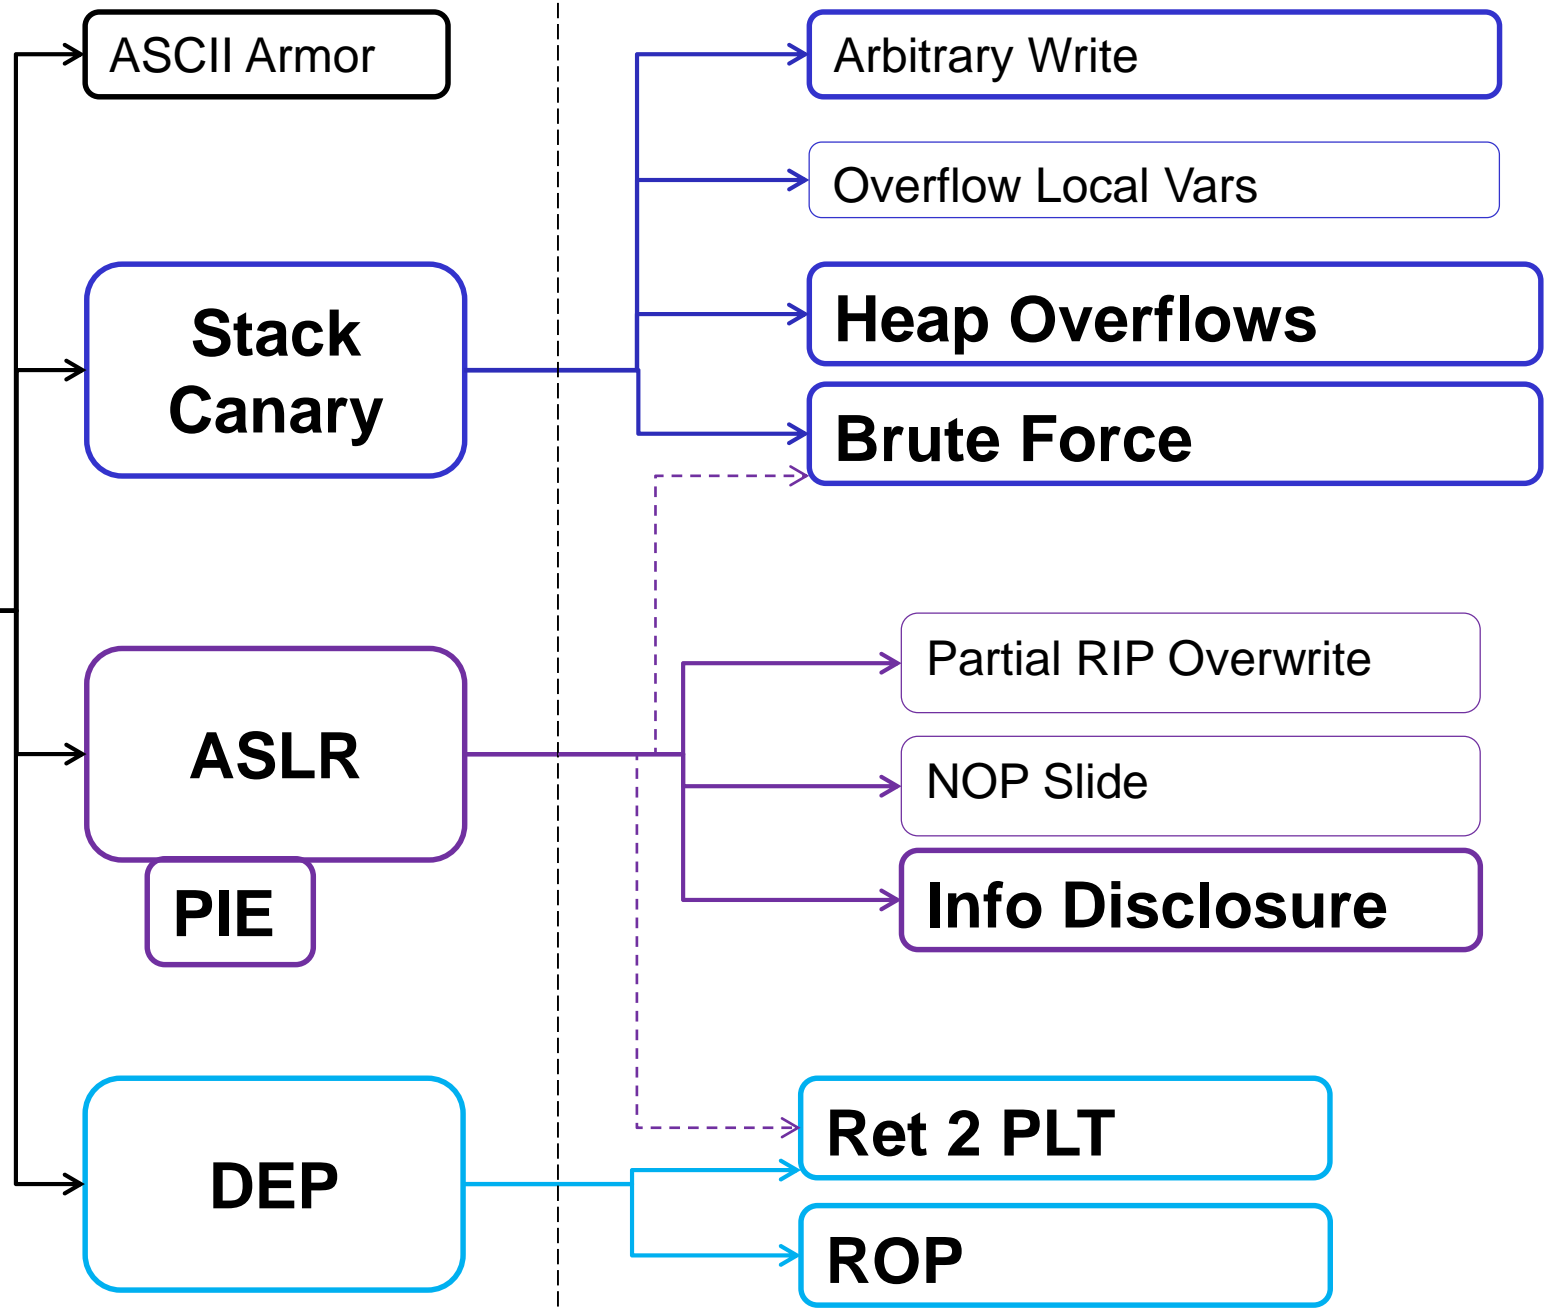 ASCII Armor
Arbitrary Write
Overflow Local Vars
Stack
Canary
Heap Overflows
Brute Force
ASLR
PIE
Partial RIP Overwrite
NOP Slide
Info Disclosure
DEP
Ret 2 PLT
ROP